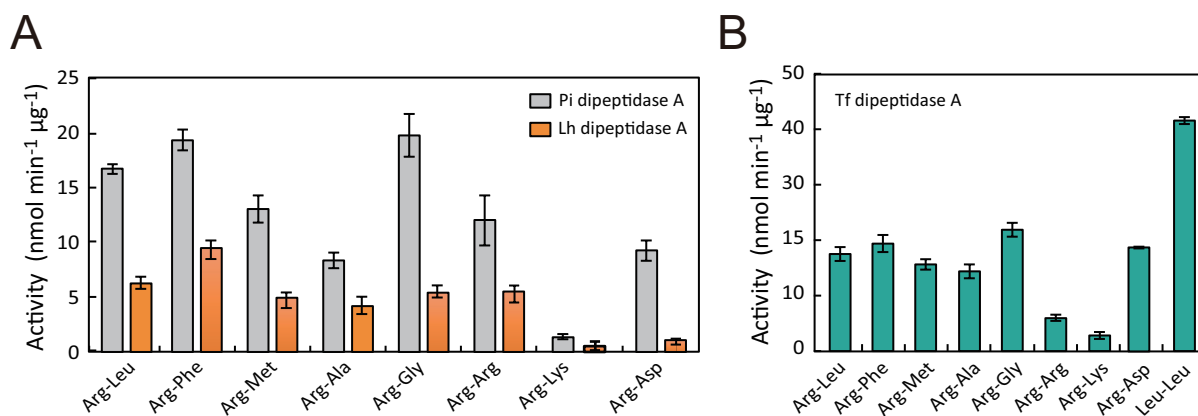 A
Activity (nmol min⁻¹ µg⁻¹)
25
20
15
10
5
0
Pi dipeptidase A
Lh dipeptidase A
Arg-Leu
Arg-Phe
Arg-Met
Arg-Ala
Arg-Gly
Arg-Arg
Arg-Lys
Arg-Asp
B
Activity (nmol min⁻¹ µg⁻¹)
50
40
30
15
10
0
Tf dipeptidase A
Arg-Leu
Arg-Phe
Arg-Met
Arg-Ala
Arg-Gly
Arg-Arg
Arg-Lys
Arg-Asp
Leu-Leu